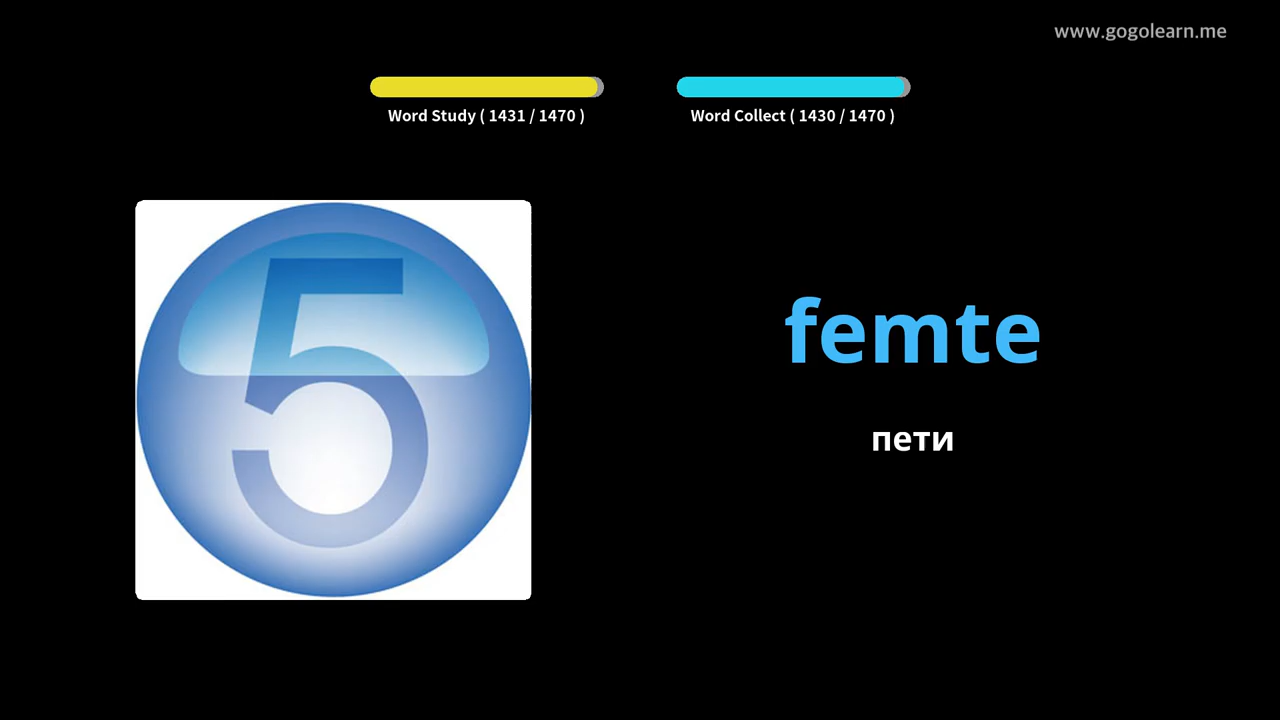 www.gogolearn.me
Word Study ( 1431 / 1470 )
Word Collect ( 1430 / 1470 )
5
femte
пети